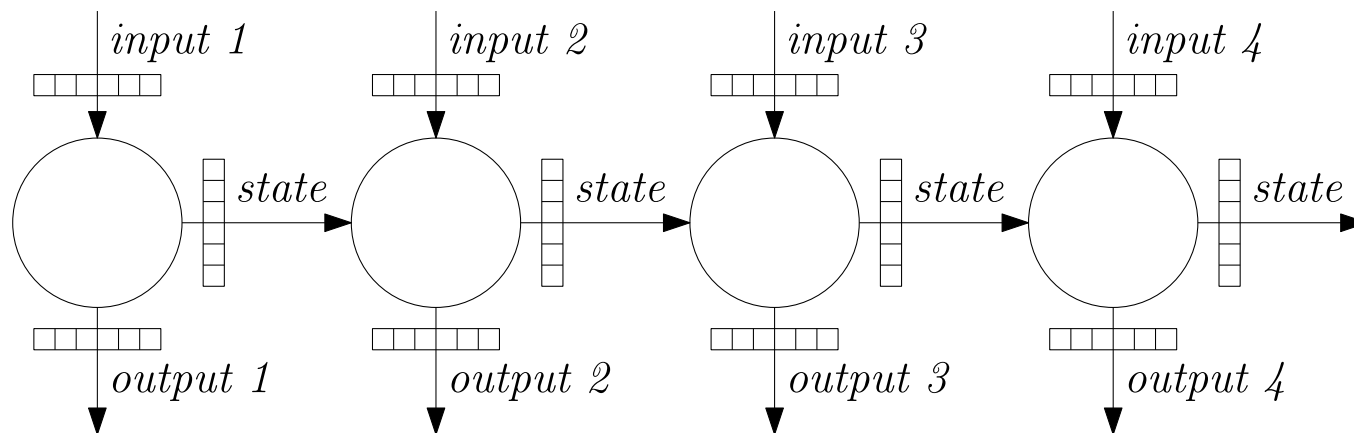 input 1
input 2
input 3
input 4
state
state
state
state
output 1
output 2
output 3
output 4